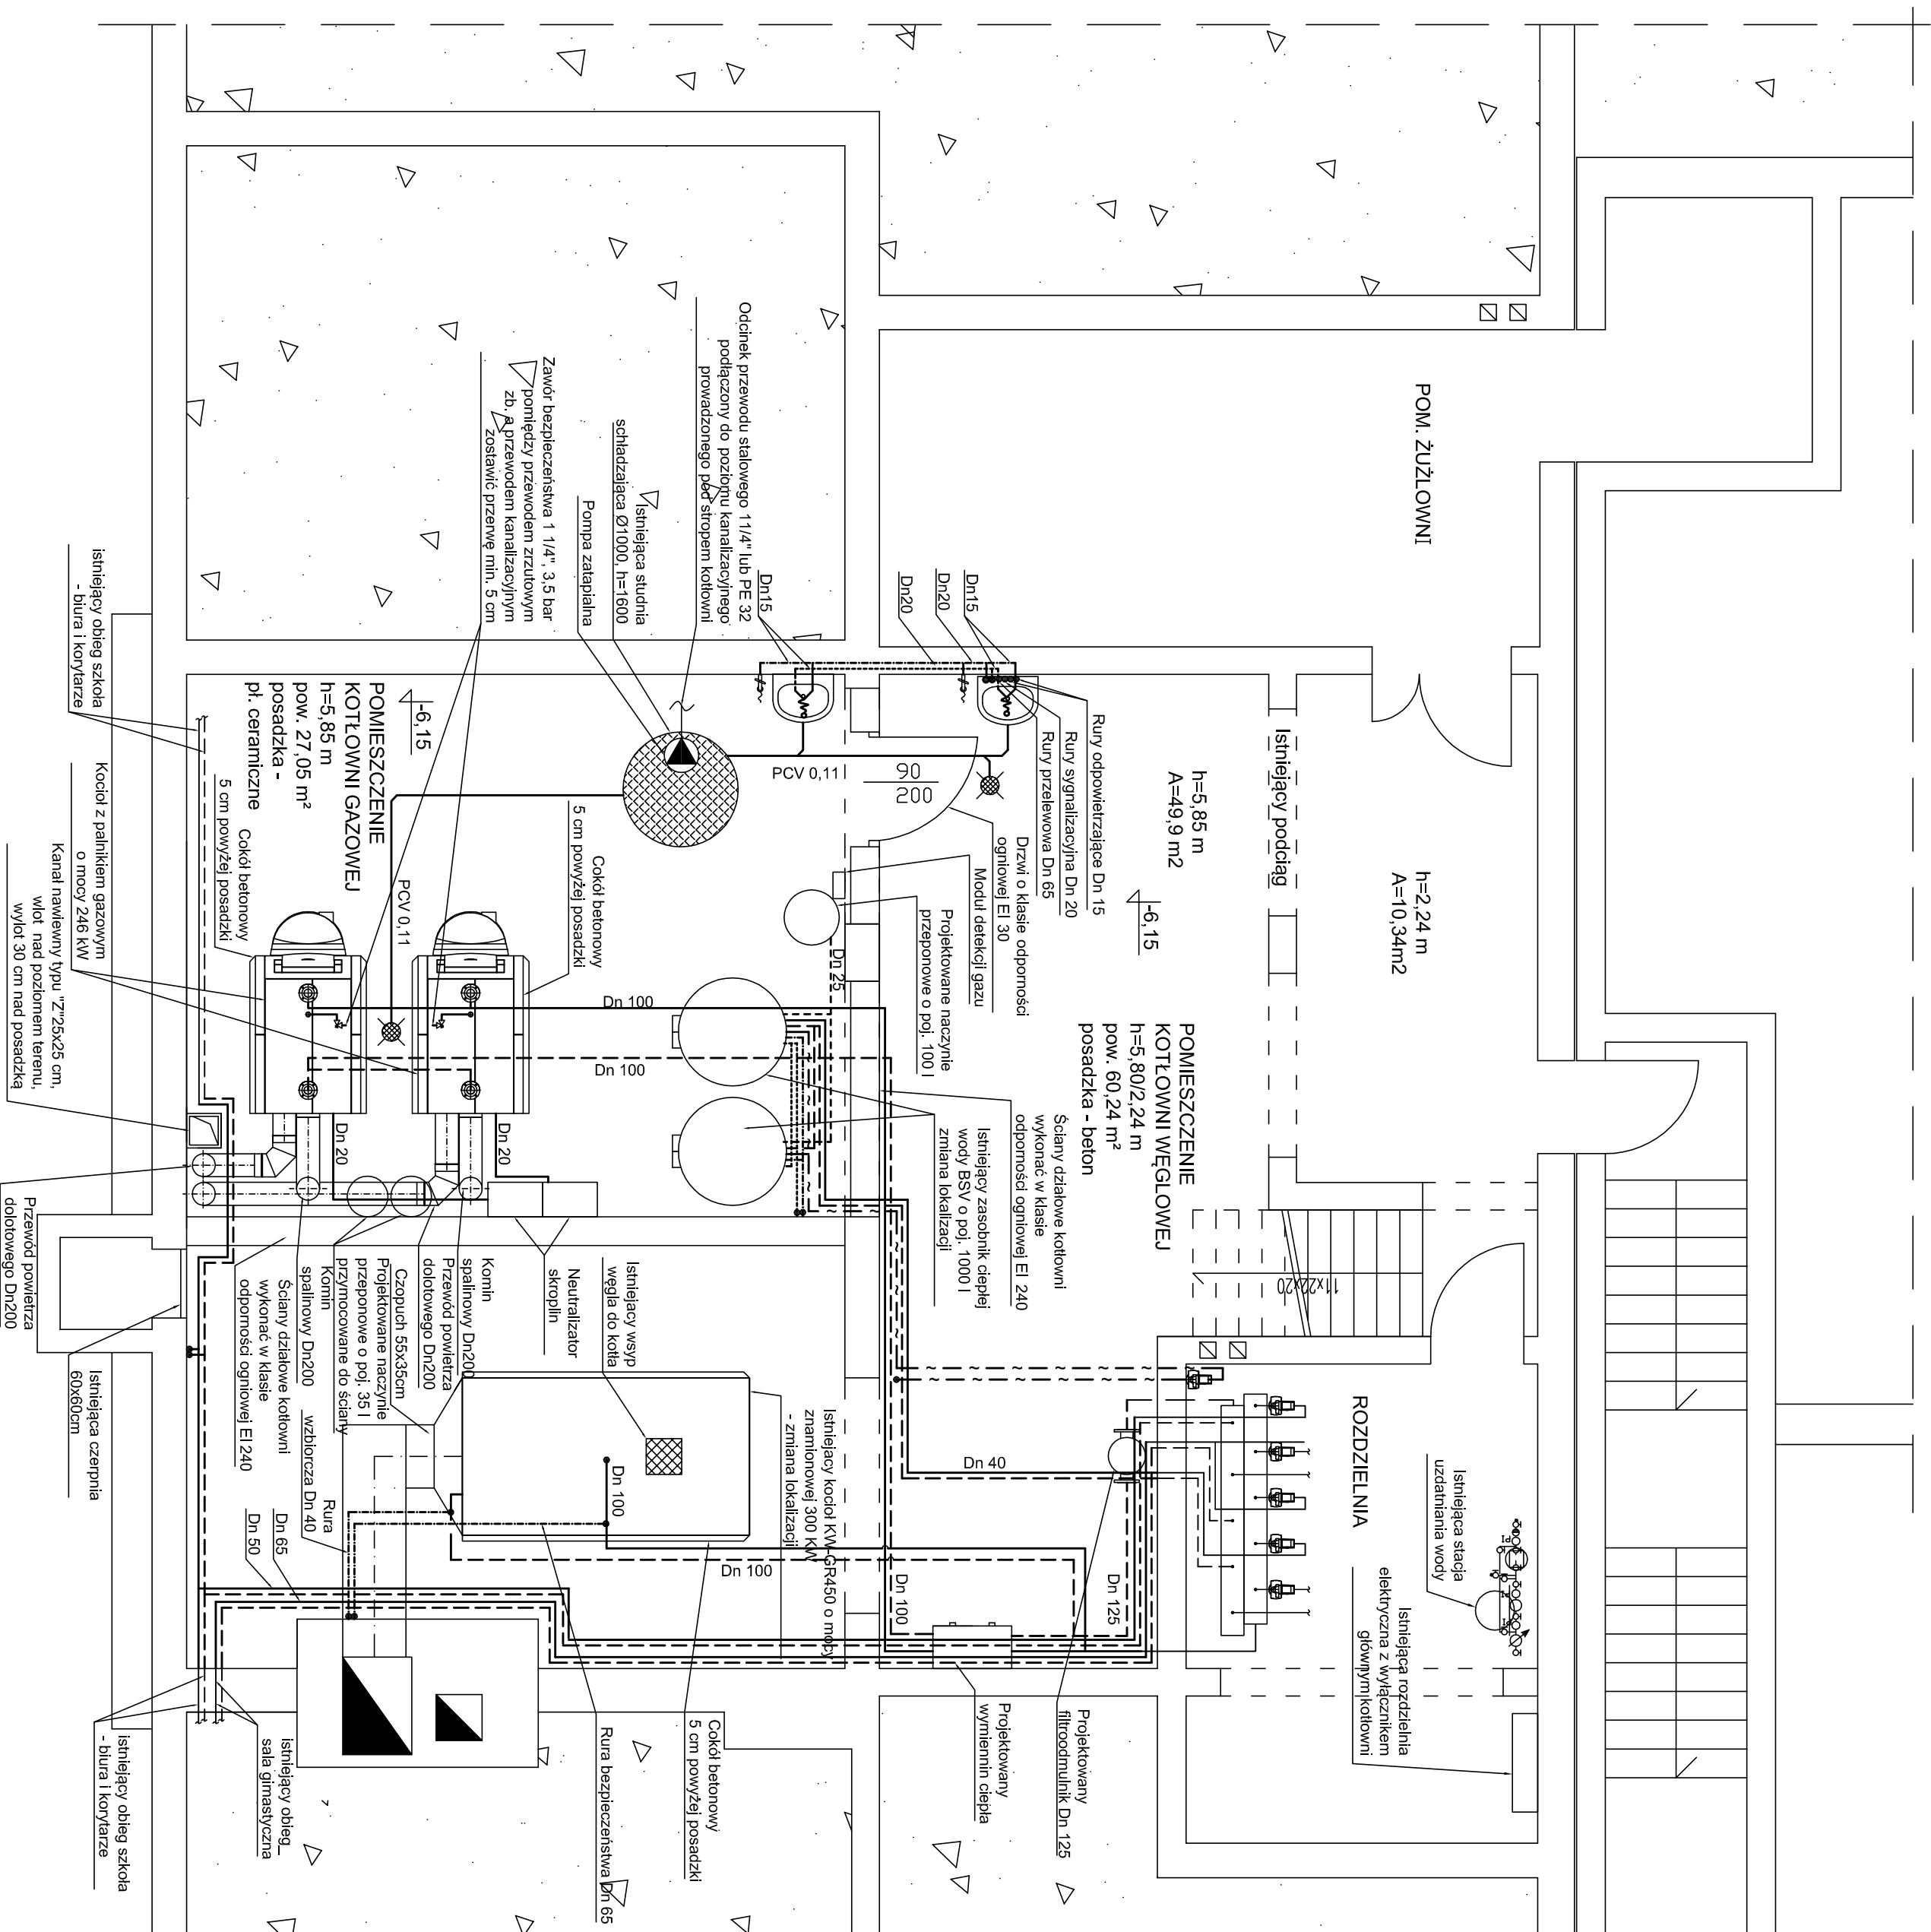 POM. ŻUŻLOWNI
h=2,24 m
A=10,34m2
Istniejący podciąg
h=5,85 m
A=49,9 m2
-6,15
POMIESZCZENIE
KOTŁOWNI WĘGLOWEJ
h=5,80/2,24 m
pow. 60,24 m²
posadzka - beton
11x22x20
ROZDZIELNIA
Istniejąca stacja
uzdatniania wody
Istniejąca rozdzielnia
elektryczna z wyłącznikiem
głównym kotłowni
Dn15
Dn20
Dn20
Dn15
Rury odpowietrzające Dn 15
Rury sygnalizacyjna Dn 20
Rury przelewowa Dn 65
Drzwi o klasie odporności
ogniowej EI 30
Moduł detekcji gazu
Projektowane naczynie
przeponowe o poj. 100 l
90
200
PCV 0,11
Odcinek przewodu stalowego 11/4" lub PE 32
podłączony do poziomu kanalizacyjnego
prowadzonego pod stropem kotłowni
Istniejąca studnia
schładzająca Ø1000, h=1600
Pompa zatapialna
Zawór bezpieczeństwa 1 1/4", 3,5 bar
pomiędzy przewodem zrzutowym
zb. a przewodem kanalizacyjnym
zostawić przerwę min. 5 cm
-6,15
POMIESZCZENIE
KOTŁOWNI GAZOWEJ
h=5,85 m
pow. 27,05 m²
posadzka -
pł. ceramiczne
istniejący obieg szkoła
- biura i korytarze
Cokół betonowy
5 cm powyżej posadzki
Cokół betonowy
5 cm powyżej posadzki
PCV 0,11
Kocioł z palnikiem gazowym
o mocy 246 kW
Kanał nawiewny typu "Z"25x25 cm,
wlot nad poziomem terenu,
wylot 30 cm nad posadzką
Dn 25
Dn 100
Dn 100
Dn 20
Dn 20
Ściany działowe kotłowni
wykonać w klasie
odporności ogniowej EI 240
Istniejący zasobnik ciepłej
wody BSV o poj. 1000 l
zmiana lokalizacji
Istniejacy wsyp
węgla do kotła
Neutralizator
skroplin
Komin
spalinowy Dn200
Przewód powietrza
dolotowego Dn200
Czopuch 55x35cm
Projektowane naczynie
przeponowe o poj. 35 l
przymocowane do ściany
Komin
spalinowy Dn200
Ściany działowe kotłowni
wykonać w klasie
odporności ogniowej EI 240
Przewód powietrza
dolotowego Dn200
Istniejąca czerpnia
60x60cm
Rura
wzbiorcza Dn 40
Dn 65
Dn 50
Istniejacy kocioł KW-GR450 o mocy
znamionowej 300 KW
- zmiana lokalizacji
Dn 100
Dn 100
Dn 100
Dn 40
Dn 125
Projektowany
filtroodmulnik Dn 125
Projektowany
wymiennin ciepła
Cokół betonowy
5 cm powyżej posadzki
Rura bezpieczeństwa Dn 65
istniejący obieg_
sala gimastyczna
istniejący obieg szkoła
- biura i korytarze